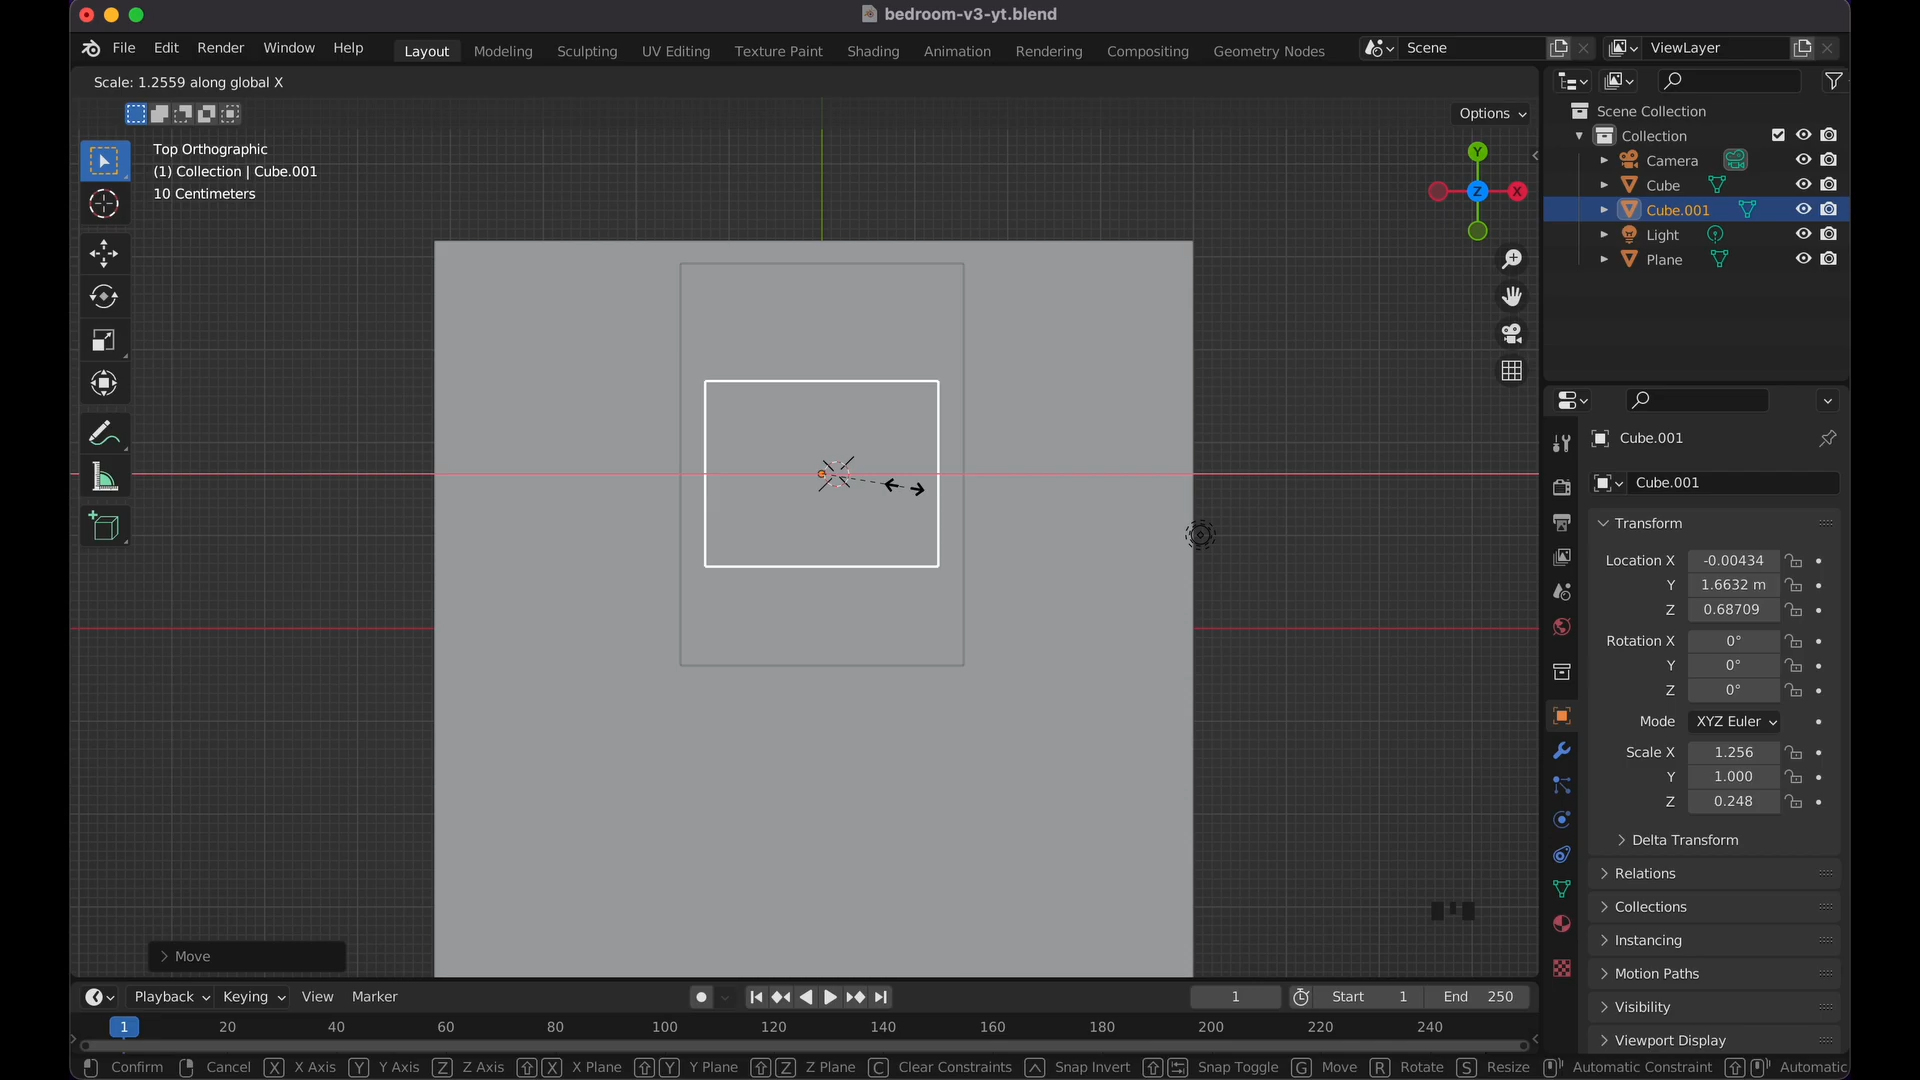 bedroom-v3-yt.blend
File Edit Render Window Help Layout Modeling Sculpting UV Editing Texture Paint Shading Animation Rendering Compositing Geometry Nodes Scene ViewLayer
Scale: 1.2559 along global X
Options
Top Orthographic
(1) Collection | Cube.001
10 Centimeters
Y
Z
X
Scene Collection
Collection
Camera
Cube
Cube.001
Light
Plane
Cube.001
Cube.001
Transform
Location X -0.00434
Y 1.6632 m
Z 0.68709
Rotation X 0°
Y 0°
Z 0°
Mode XYZ Euler
Scale X 1.256
Y 1.000
Z 0.248
Delta Transform
Relations
Collections
Instancing
Motion Paths
Visibility
Viewport Display
Move
Playback Keying View Marker 1 Start 1 End 250
1 20 40 60 80 100 120 140 160 180 200 220 240
Confirm Cancel X X Axis Y Y Axis Z Z Axis X X Plane Y Y Plane Z Z Plane C Clear Constraints Snap Invert Snap Toggle G Move R Rotate S Resize Automatic Constraint Automatic